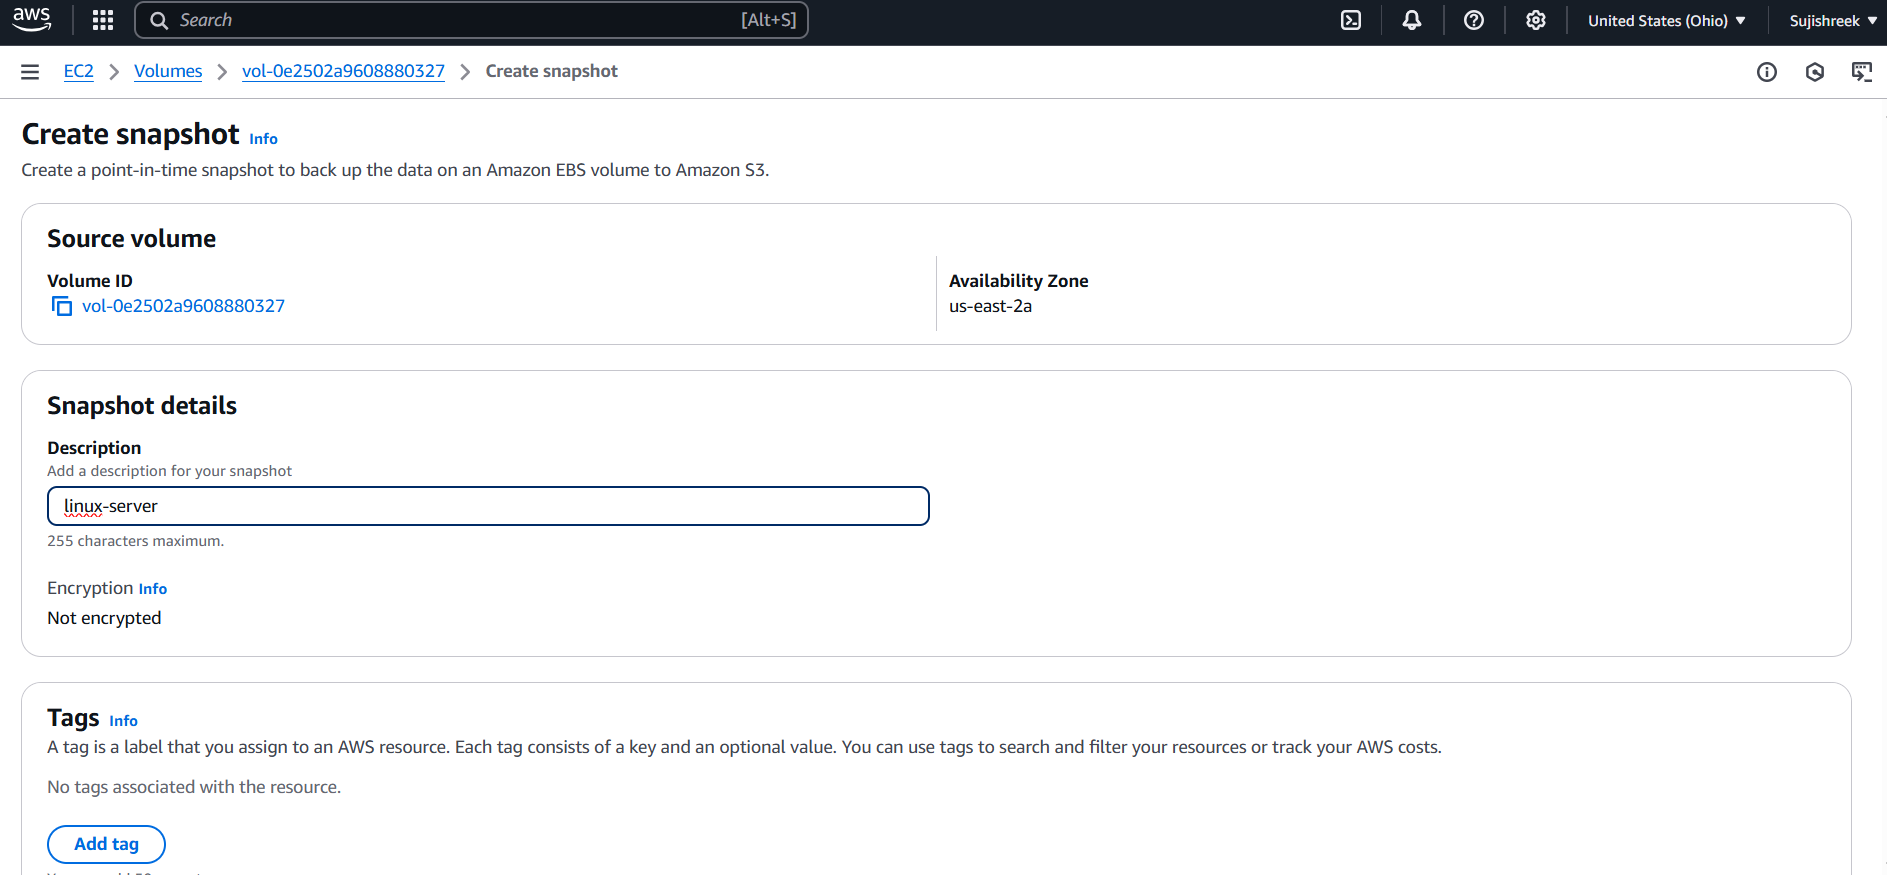 aws Search [Alt+S] United States (Ohio) Sujishreek
EC2 Volumes vol-0e2502a9608880327 Create snapshot
Create snapshot Info
Create a point-in-time snapshot to back up the data on an Amazon EBS volume to Amazon S3.
Source volume
Volume ID
vol-0e2502a9608880327
Availability Zone
us-east-2a
Snapshot details
Description
Add a description for your snapshot
linux-server
255 characters maximum.
Encryption Info
Not encrypted
Tags Info
A tag is a label that you assign to an AWS resource. Each tag consists of a key and an optional value. You can use tags to search and filter your resources or track your AWS costs.
No tags associated with the resource.
Add tag